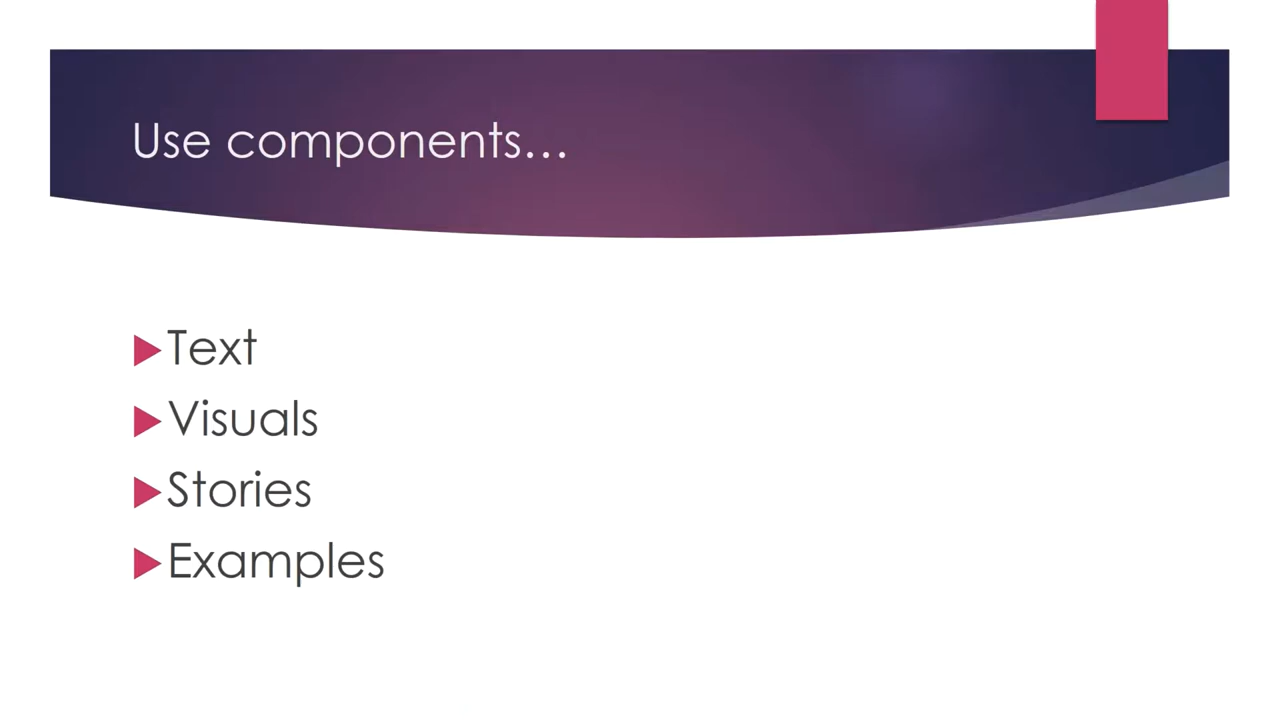 Use components…
Text
Visuals
Stories
Examples